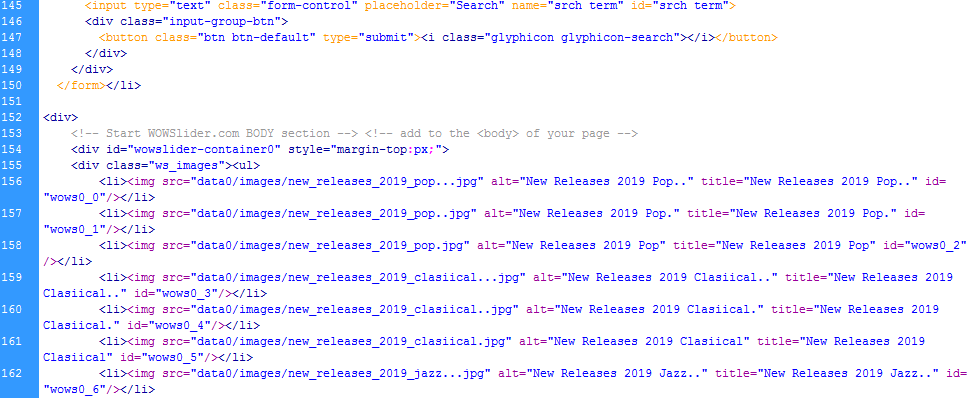 145 <input type="text" class="form-control" placeholder="Search" name="srch term" id="srch term">
146 <div class="input-group-btn">
147 <button class="btn btn-default" type="submit"><i class="glyphicon glyphicon-search"></i></button>
148 </div>
149 </div>
150 </form></li>
151
152 <div>
153 <!-- Start WOWSlider.com BODY section --> <!-- add to the <body> of your page -->
154 <div id="wowslider-container0" style="margin-top:px;">
155 <div class="ws_images"><ul>
156 <li><img src="data0/images/new_releases_2019_pop...jpg" alt="New Releases 2019 Pop.." title="New Releases 2019 Pop.." id=
"wows0_0"/></li>
157 <li><img src="data0/images/new_releases_2019_pop..jpg" alt="New Releases 2019 Pop." title="New Releases 2019 Pop." id=
"wows0_1"/></li>
158 <li><img src="data0/images/new_releases_2019_pop.jpg" alt="New Releases 2019 Pop" title="New Releases 2019 Pop" id="wows0_2"
/></li>
159 <li><img src="data0/images/new_releases_2019_clasiical...jpg" alt="New Releases 2019 Clasiical.." title="New Releases 2019
Clasiical.." id="wows0_3"/></li>
160 <li><img src="data0/images/new_releases_2019_clasiical..jpg" alt="New Releases 2019 Clasiical." title="New Releases 2019
Clasiical." id="wows0_4"/></li>
161 <li><img src="data0/images/new_releases_2019_clasiical.jpg" alt="New Releases 2019 Clasiical" title="New Releases 2019
Clasiical" id="wows0_5"/></li>
162 <li><img src="data0/images/new_releases_2019_jazz...jpg" alt="New Releases 2019 Jazz.." title="New Releases 2019 Jazz.." id=
"wows0_6"/></li>